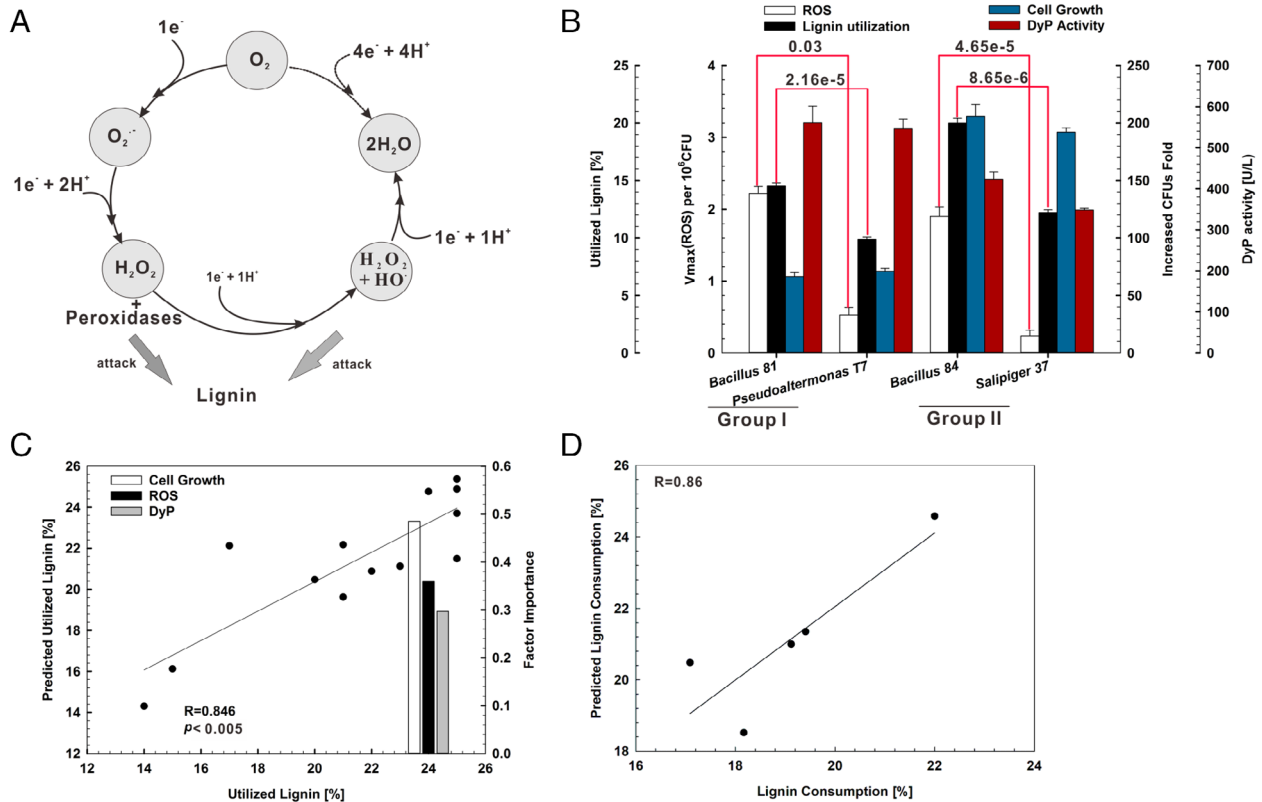 A
1e⁻
O₂
4e⁻ + 4H⁺
O₂·⁻
2H₂O
1e⁻ + 2H⁺
1e⁻ + 1H⁺
H₂O₂
H₂O₂
+ HO·
1e⁻ + 1H⁺
+
Peroxidases
attack
attack
Lignin
B
ROS
Lignin utilization
Cell Growth
DyP Activity
0.03
2.16e-5
4.65e-5
8.65e-6
Utilized Lignin [%]
25
20
15
10
5
0
Vmax(ROS) per 10⁶CFU
4
3
2
1
0
250
200
150
100
50
0
Increased CFUs Fold
700
600
500
400
300
200
100
0
DyP activity [U/L]
Bacillus 81
Pseudoaltermonas T7
Bacillus 84
Salipiger 37
Group I
Group II
C
Cell Growth
ROS
DyP
Predicted Utilized Lignin [%]
26
24
22
20
18
16
14
12
R=0.846
p< 0.005
0.6
0.5
0.4
0.3
0.2
0.1
0.0
Factor Importance
12 14 16 18 20 22 24 26
Utilized Lignin [%]
D
R=0.86
Predicted Lignin Consumption [%]
26
24
22
20
18
16 18 20 22 24
Lignin Consumption [%]